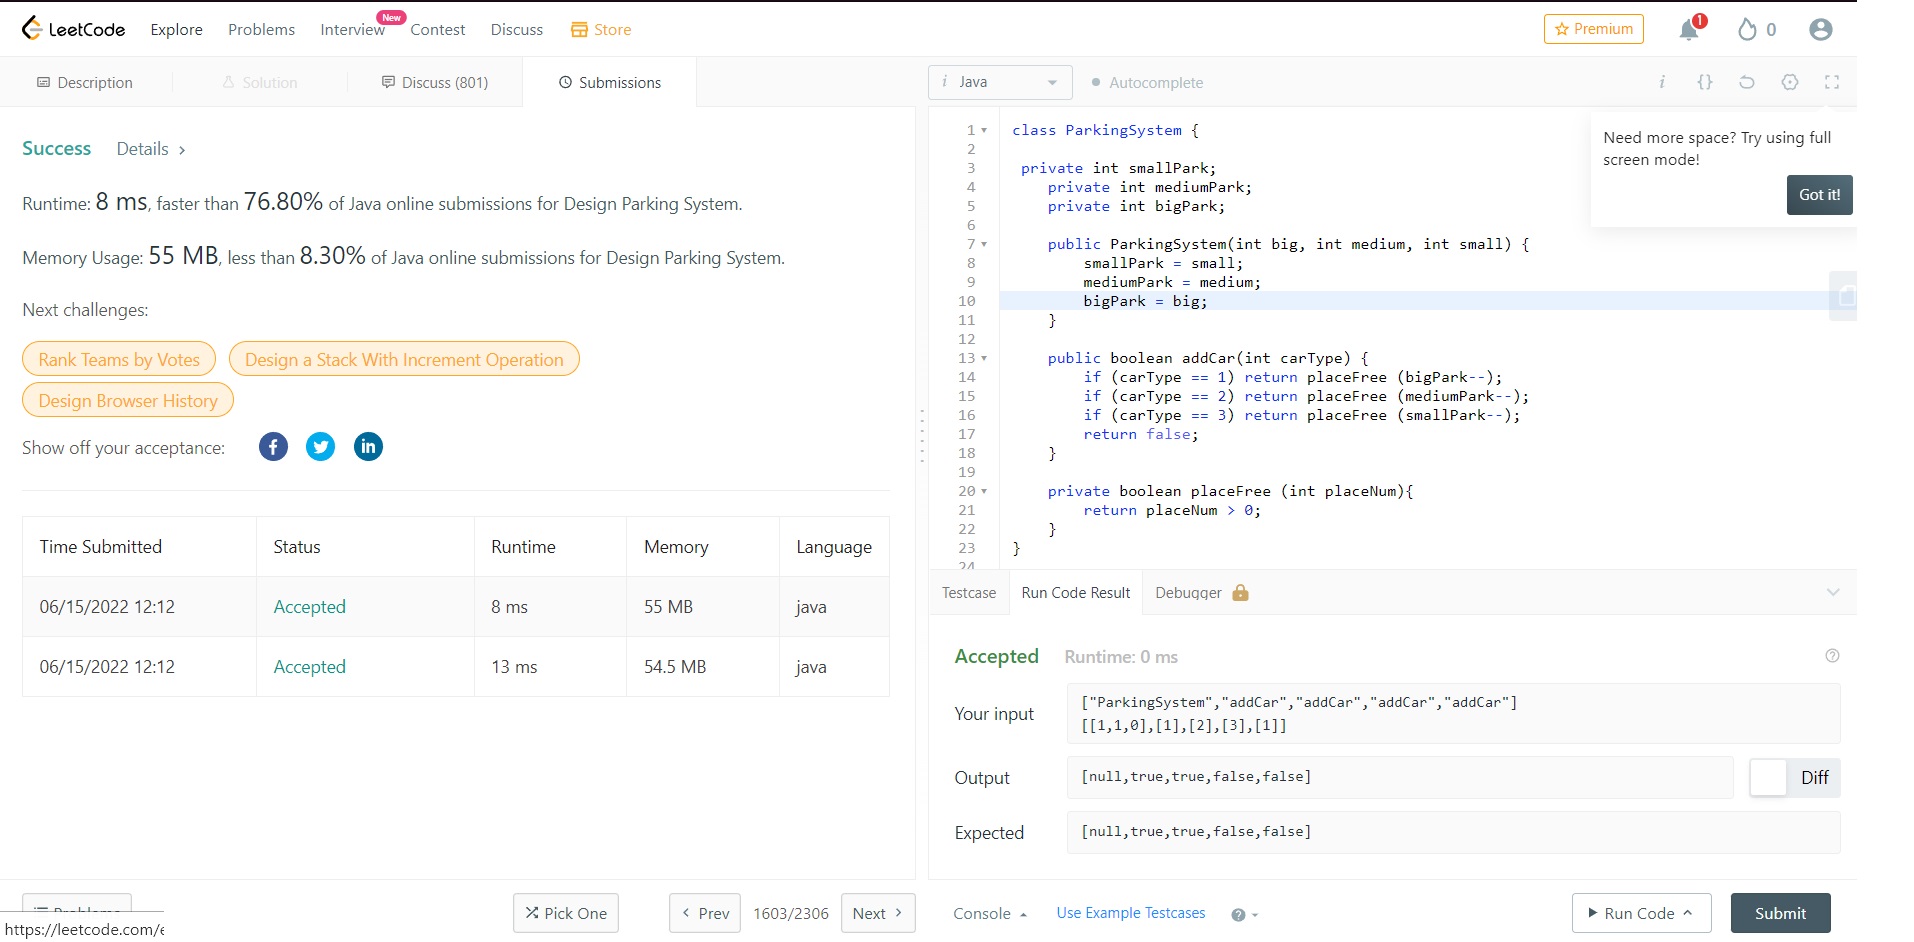 LeetCode Explore Problems Interview New Contest Discuss Store Premium 1 0
Description Solution Discuss (801) Submissions
i Java Autocomplete i {}
Success Details >
Runtime: 8 ms, faster than 76.80% of Java online submissions for Design Parking System.
Memory Usage: 55 MB, less than 8.30% of Java online submissions for Design Parking System.
Next challenges:
Rank Teams by Votes Design a Stack With Increment Operation
Design Browser History
Show off your acceptance: f in
Time Submitted Status Runtime Memory Language
06/15/2022 12:12 Accepted 8 ms 55 MB java
06/15/2022 12:12 Accepted 13 ms 54.5 MB java
1 class ParkingSystem {
2
3 private int smallPark;
4 private int mediumPark;
5 private int bigPark;
6
7 public ParkingSystem(int big, int medium, int small) {
8 smallPark = small;
9 mediumPark = medium;
10 bigPark = big;
11 }
12
13 public boolean addCar(int carType) {
14 if (carType == 1) return placeFree (bigPark--);
15 if (carType == 2) return placeFree (mediumPark--);
16 if (carType == 3) return placeFree (smallPark--);
17 return false;
18 }
19
20 private boolean placeFree (int placeNum){
21 return placeNum > 0;
22 }
23 }
24
Need more space? Try using full
screen mode!
Got it!
Testcase Run Code Result Debugger
Accepted Runtime: 0 ms ?
Your input
["ParkingSystem","addCar","addCar","addCar","addCar"]
[[1,1,0],[1],[2],[3],[1]]
Output [null,true,true,false,false] Diff
Expected [null,true,true,false,false]
Problems Pick One < Prev 1603/2306 Next >
Console Use Example Testcases ? Run Code Submit
https://leetcode.com/e